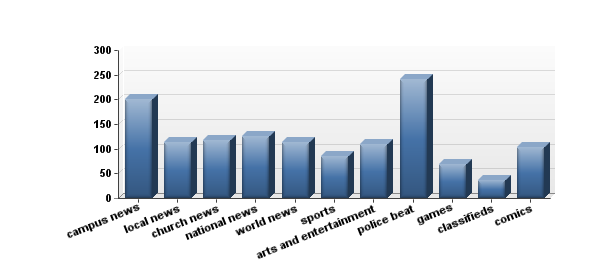 300
250
200
150
100
50
0
campus news
local news
church news
national news
world news
sports
arts and entertainment
police beat
games
classifieds
comics